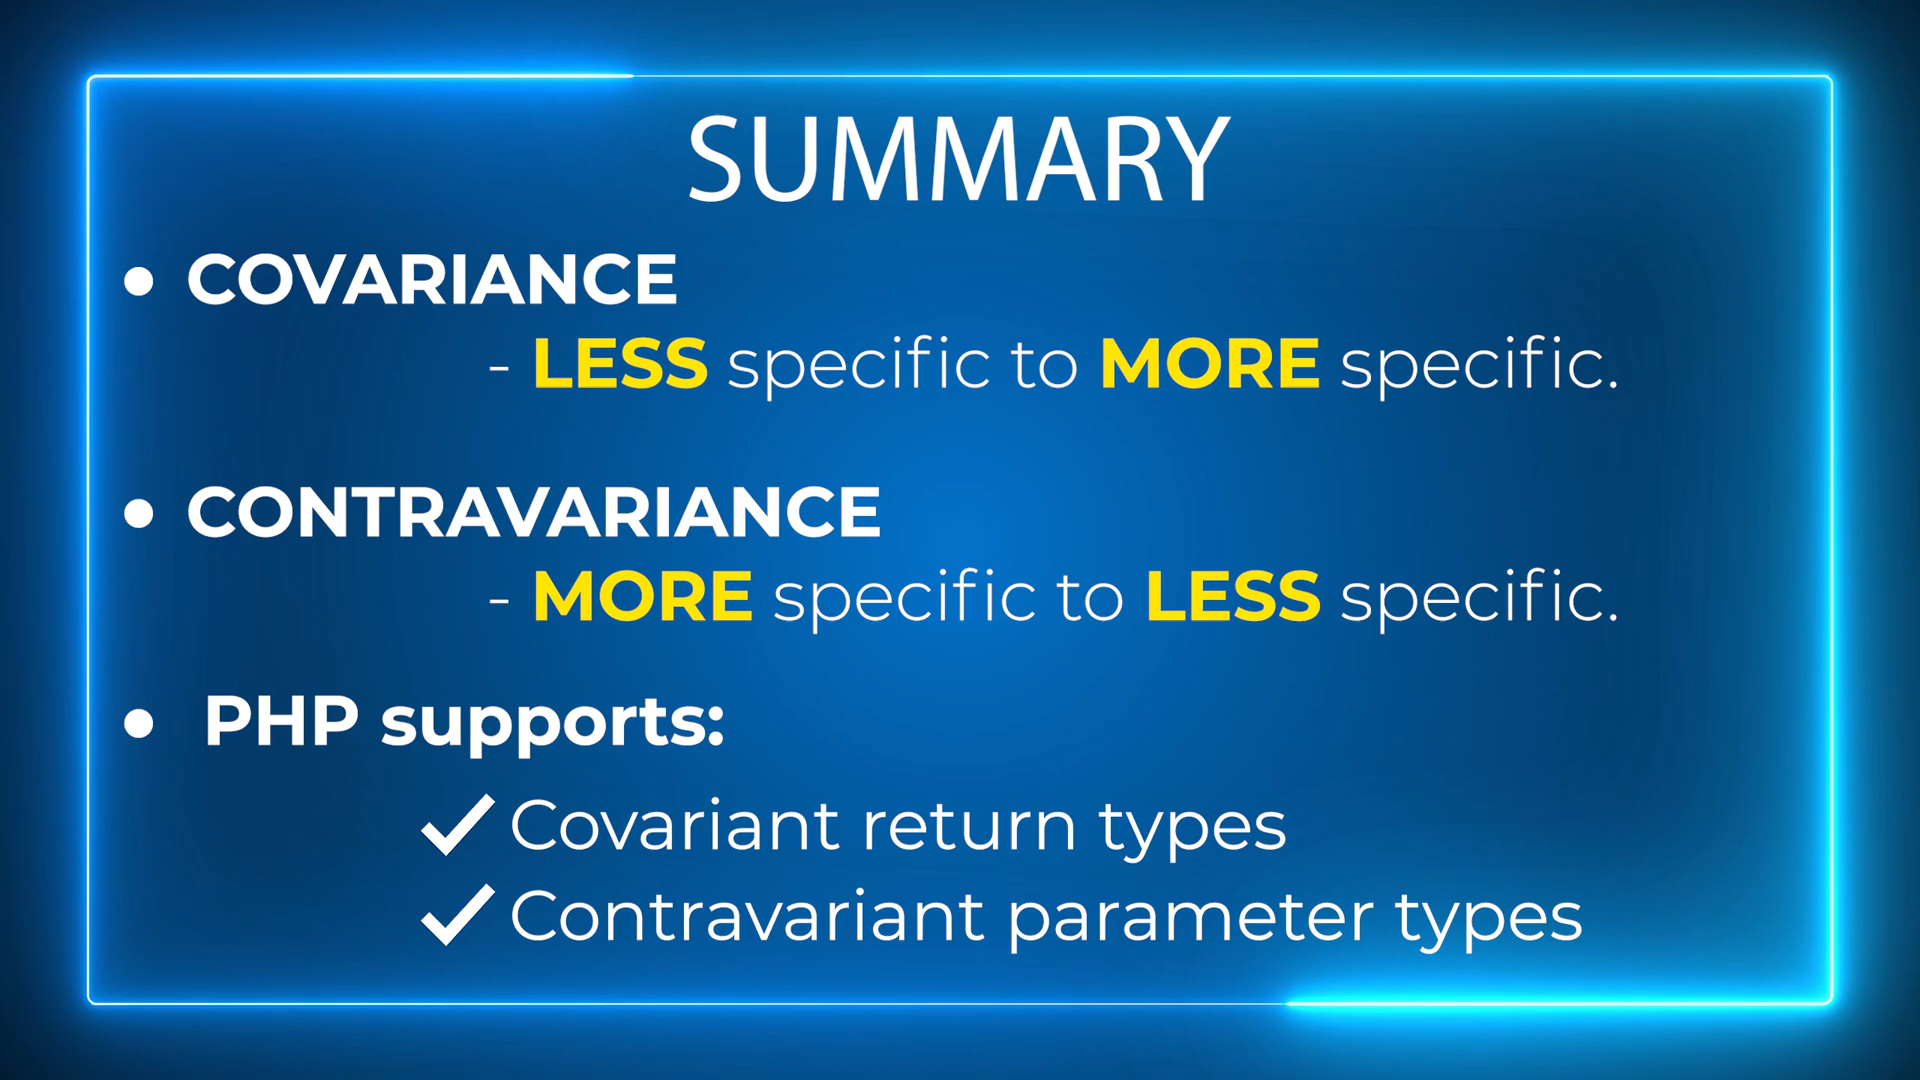 SUMMARY
• COVARIANCE
- LESS specific to MORE specific.
• CONTRAVARIANCE
- MORE specific to LESS specific.
• PHP supports:
✓ Covariant return types
✓ Contravariant parameter types